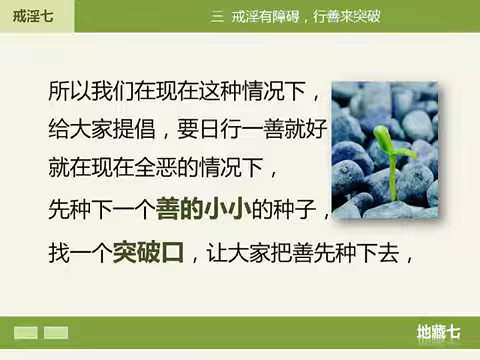 戒淫七
三 戒淫有障碍，行善来突破
所以我们在现在这种情况下，
给大家提倡，要日行一善就好
就在现在全恶的情况下，
先种下一个善的小小的种子，
找一个突破口，让大家把善先种下去，
地藏七